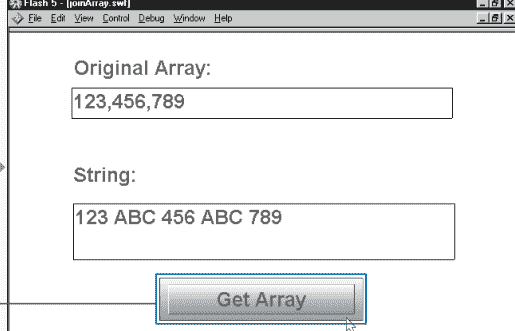 Flash 5 - [joinArray.swf]
File Edit View Control Debug Window Help
Original Array:
123,456,789
String:
123 ABC 456 ABC 789
Get Array